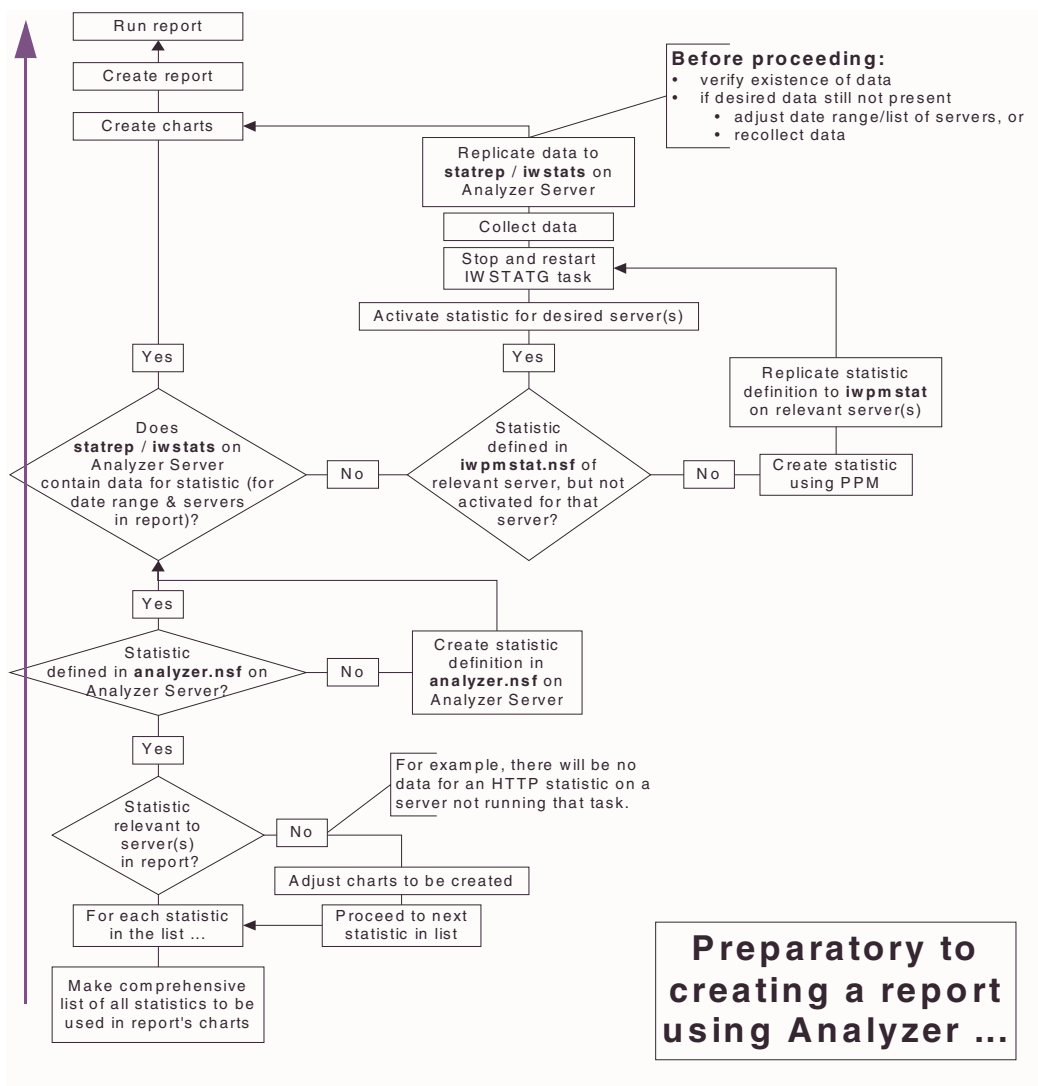 Run report
Create report
Create charts
Before proceeding:
• verify existence of data
• if desired data still not present
• adjust date range/list of servers, or
• recollect data
Replicate data to
statrep / iwstats on
Analyzer Server
Collect data
Stop and restart
IWSTATG task
Activate statistic for desired server(s)
Yes
Yes
Replicate statistic
definition to iwpmstat
on relevant server(s)
Does
statrep / iwstats on
Analyzer Server
contain data for statistic (for
date range & servers
in report)?
No
Statistic
defined in
iwpmstat.nsf of
relevant server, but not
activated for that
server?
No
Create statistic
using PPM
Yes
Statistic
defined in analyzer.nsf on
Analyzer Server?
No
Create statistic
definition in
analyzer.nsf on
Analyzer Server
Yes
For example, there will be no
data for an HTTP statistic on a
server not running that task.
Statistic
relevant to
server(s)
in report?
No
Adjust charts to be created
For each statistic
in the list ...
Proceed to next
statistic in list
Make comprehensive
list of all statistics to be
used in report's charts
Preparatory to
creating a report
using Analyzer ...